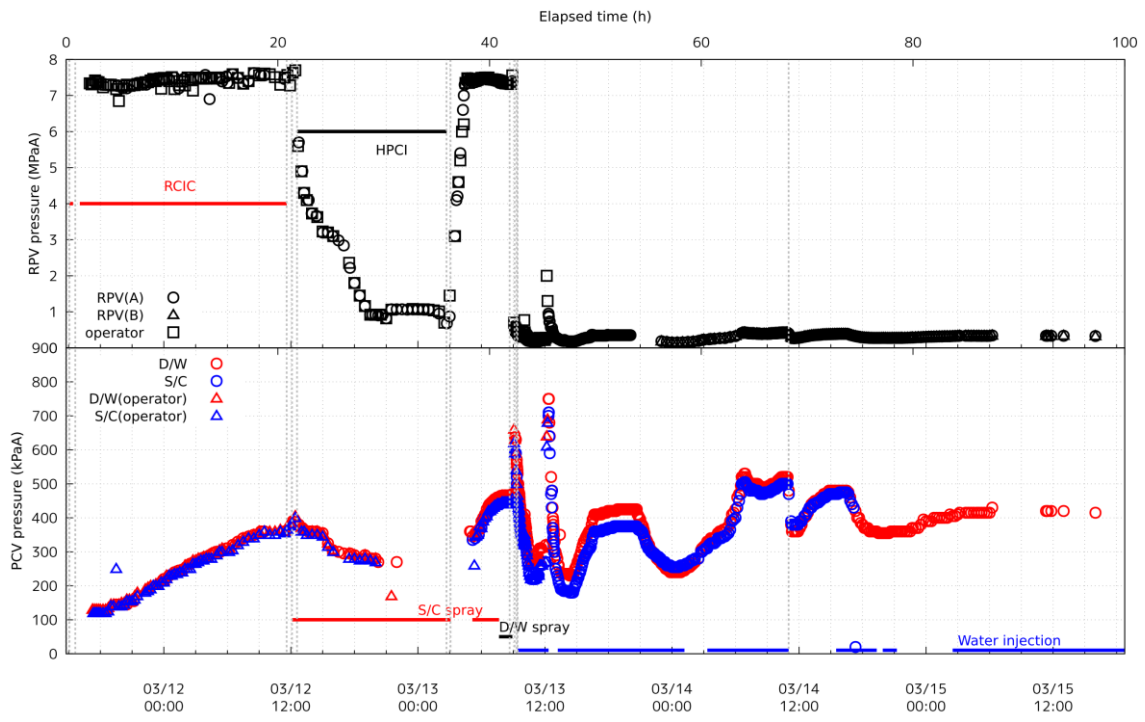 Elapsed time (h)
0 20 40 60 80 100
8
7
6
5
4
3
2
1
RPV pressure (MPaA)
HPCI
RCIC
RPV(A)
RPV(B)
operator
900
800
700
600
500
400
300
200
100
0
PCV pressure (kPaA)
D/W
S/C
D/W(operator)
S/C(operator)
S/C spray
D/W spray
Water injection
03/12 03/12 03/13 03/13 03/14 03/14 03/15 03/15
00:00 12:00 00:00 12:00 00:00 12:00 00:00 12:00